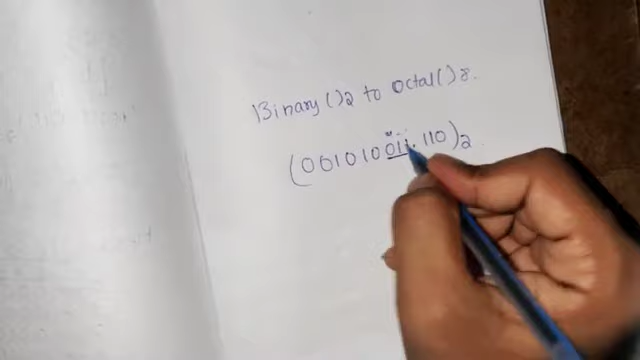 Binary ( )2 to Octal ( ) 8.
(001010011.110)2